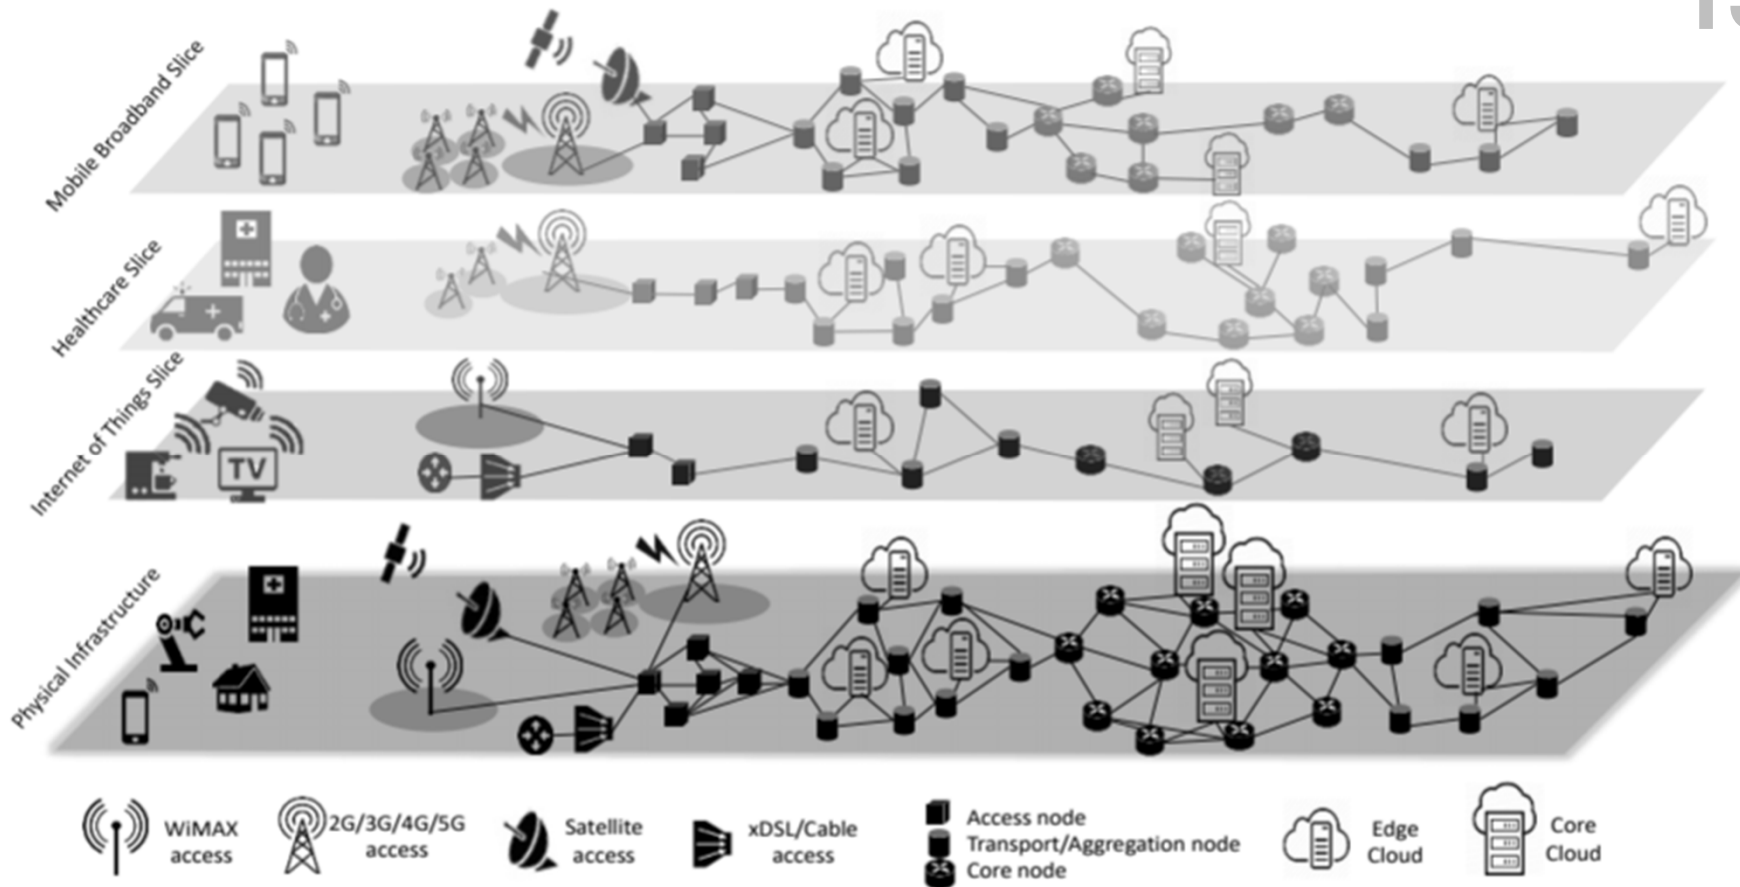 Mobile Broadband Slice
Healthcare Slice
Internet of Things Slice
TV
Physical Infrastructure
WiMAX
access
2G/3G/4G/5G
access
Satellite
access
xDSL/Cable
access
Access node
Transport/Aggregation node
Core node
Edge
Cloud
Core
Cloud